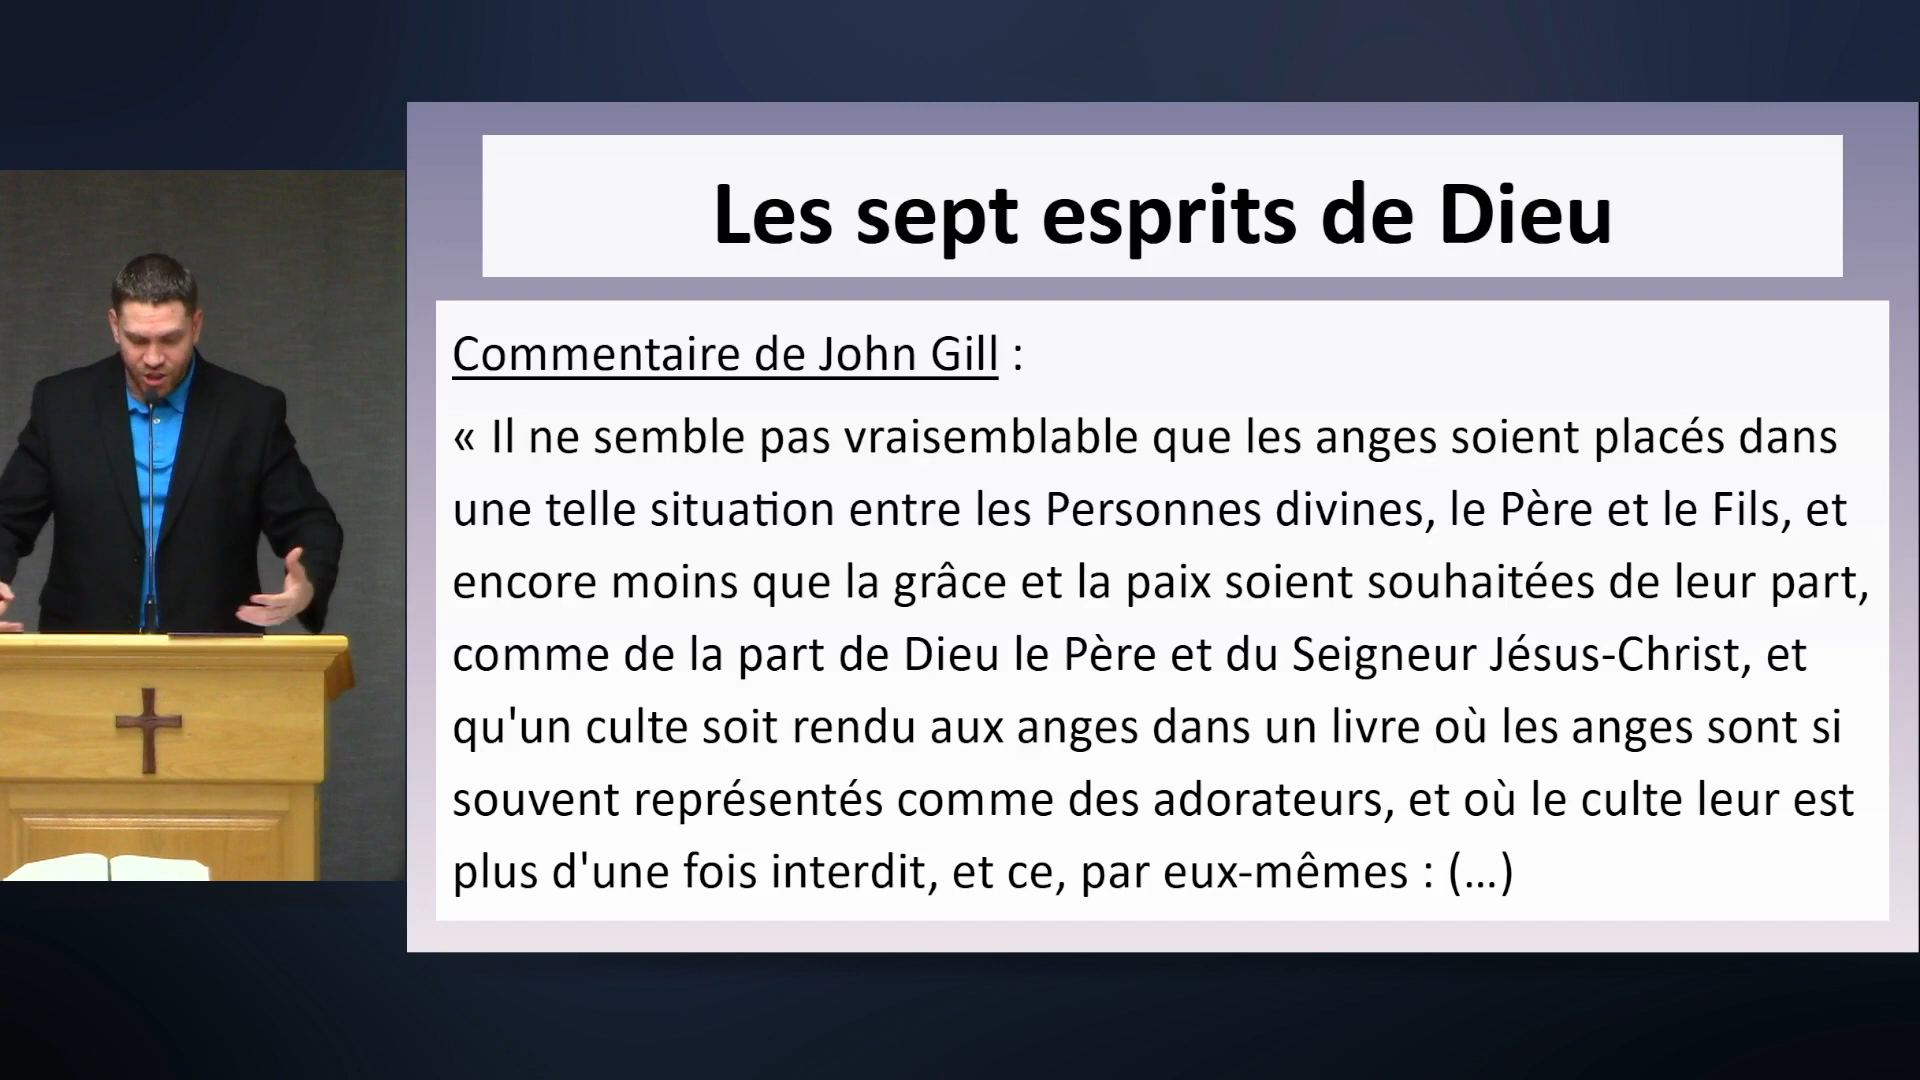 Les sept esprits de Dieu
Commentaire de John Gill :
« Il ne semble pas vraisemblable que les anges soient placés dans
une telle situation entre les Personnes divines, le Père et le Fils, et
encore moins que la grâce et la paix soient souhaitées de leur part,
comme de la part de Dieu le Père et du Seigneur Jésus-Christ, et
qu'un culte soit rendu aux anges dans un livre où les anges sont si
souvent représentés comme des adorateurs, et où le culte leur est
plus d'une fois interdit, et ce, par eux-mêmes : (...)